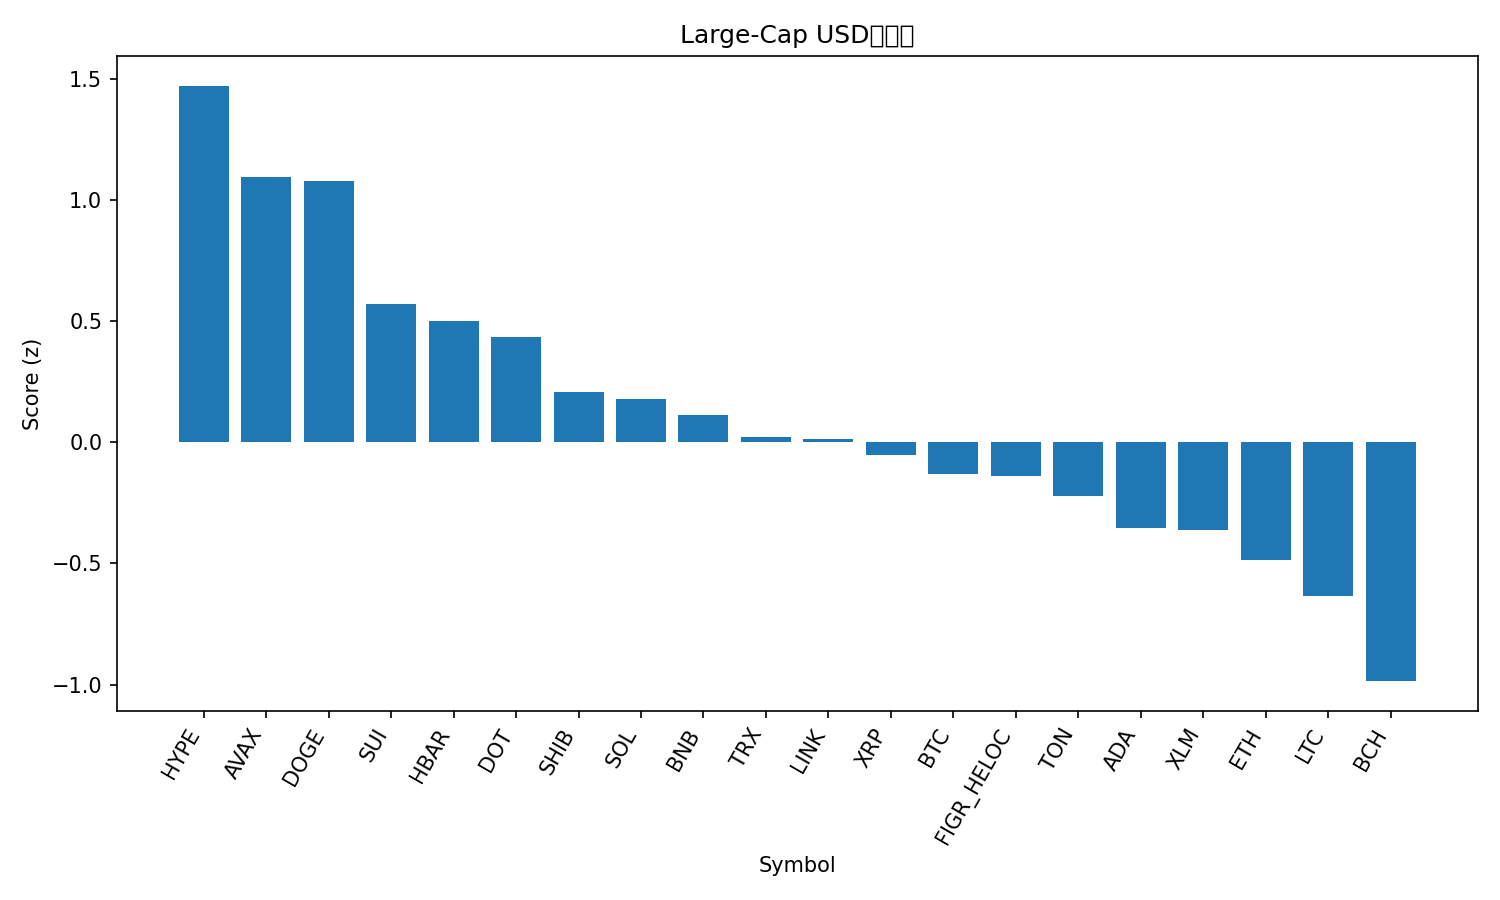 Large-Cap USD
1.5
1.0
0.5
0.0
−0.5
−1.0
Score (z)
HYPE
AVAX
DOGE
SUI
HBAR
DOT
SHIB
SOL
BNB
TRX
LINK
XRP
BTC
FIGR_HELOC
TON
ADA
XLM
ETH
LTC
BCH
Symbol